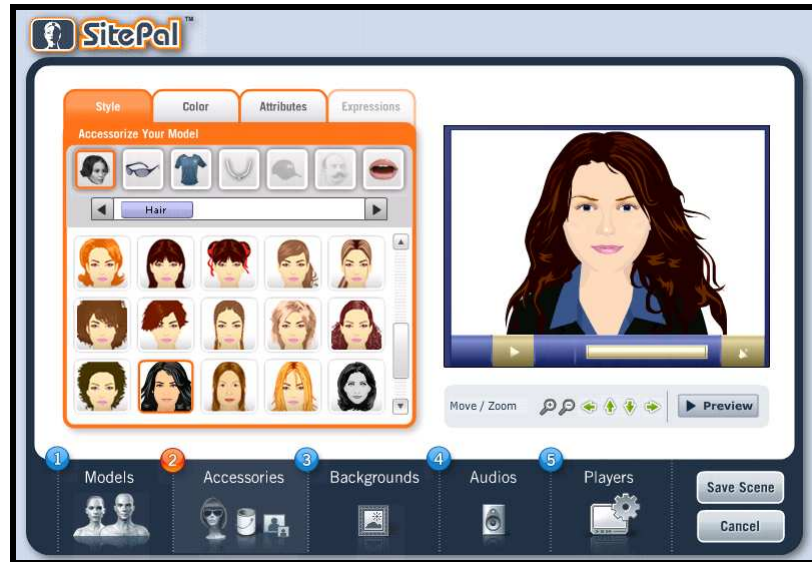 SitePal™
Style
Color
Attributes
Expressions
Accessorize Your Model
Hair
Move / Zoom
Preview
1
Models
2
Accessories
3
Backgrounds
4
Audios
5
Players
Save Scene
Cancel